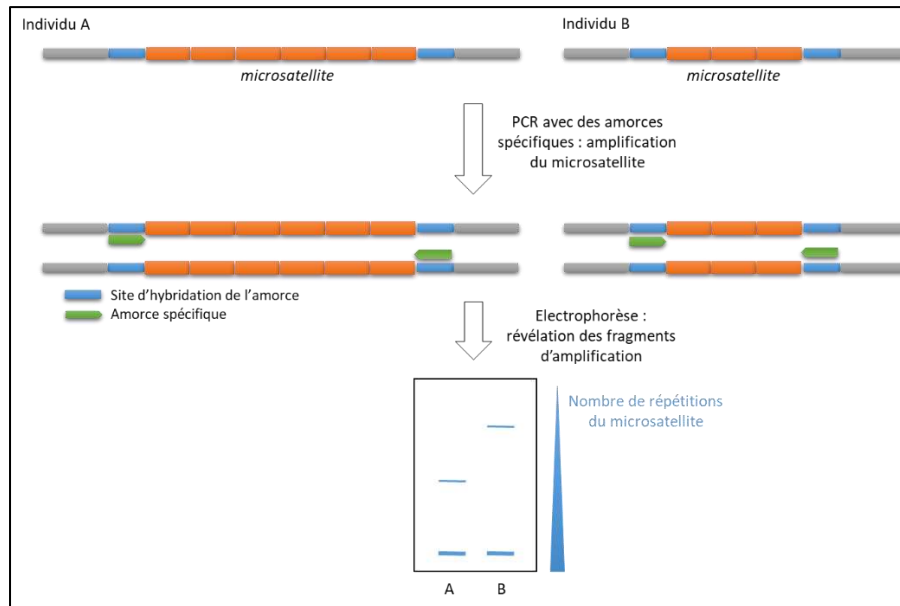 Individu A
Individu B
microsatellite
microsatellite
PCR avec des amorces
spécifiques : amplification
du microsatellite
Site d'hybridation de l'amorce
Amorce spécifique
Electrophorèse :
révélation des fragments
d'amplification
Nombre de répétitions
du microsatellite
A
B